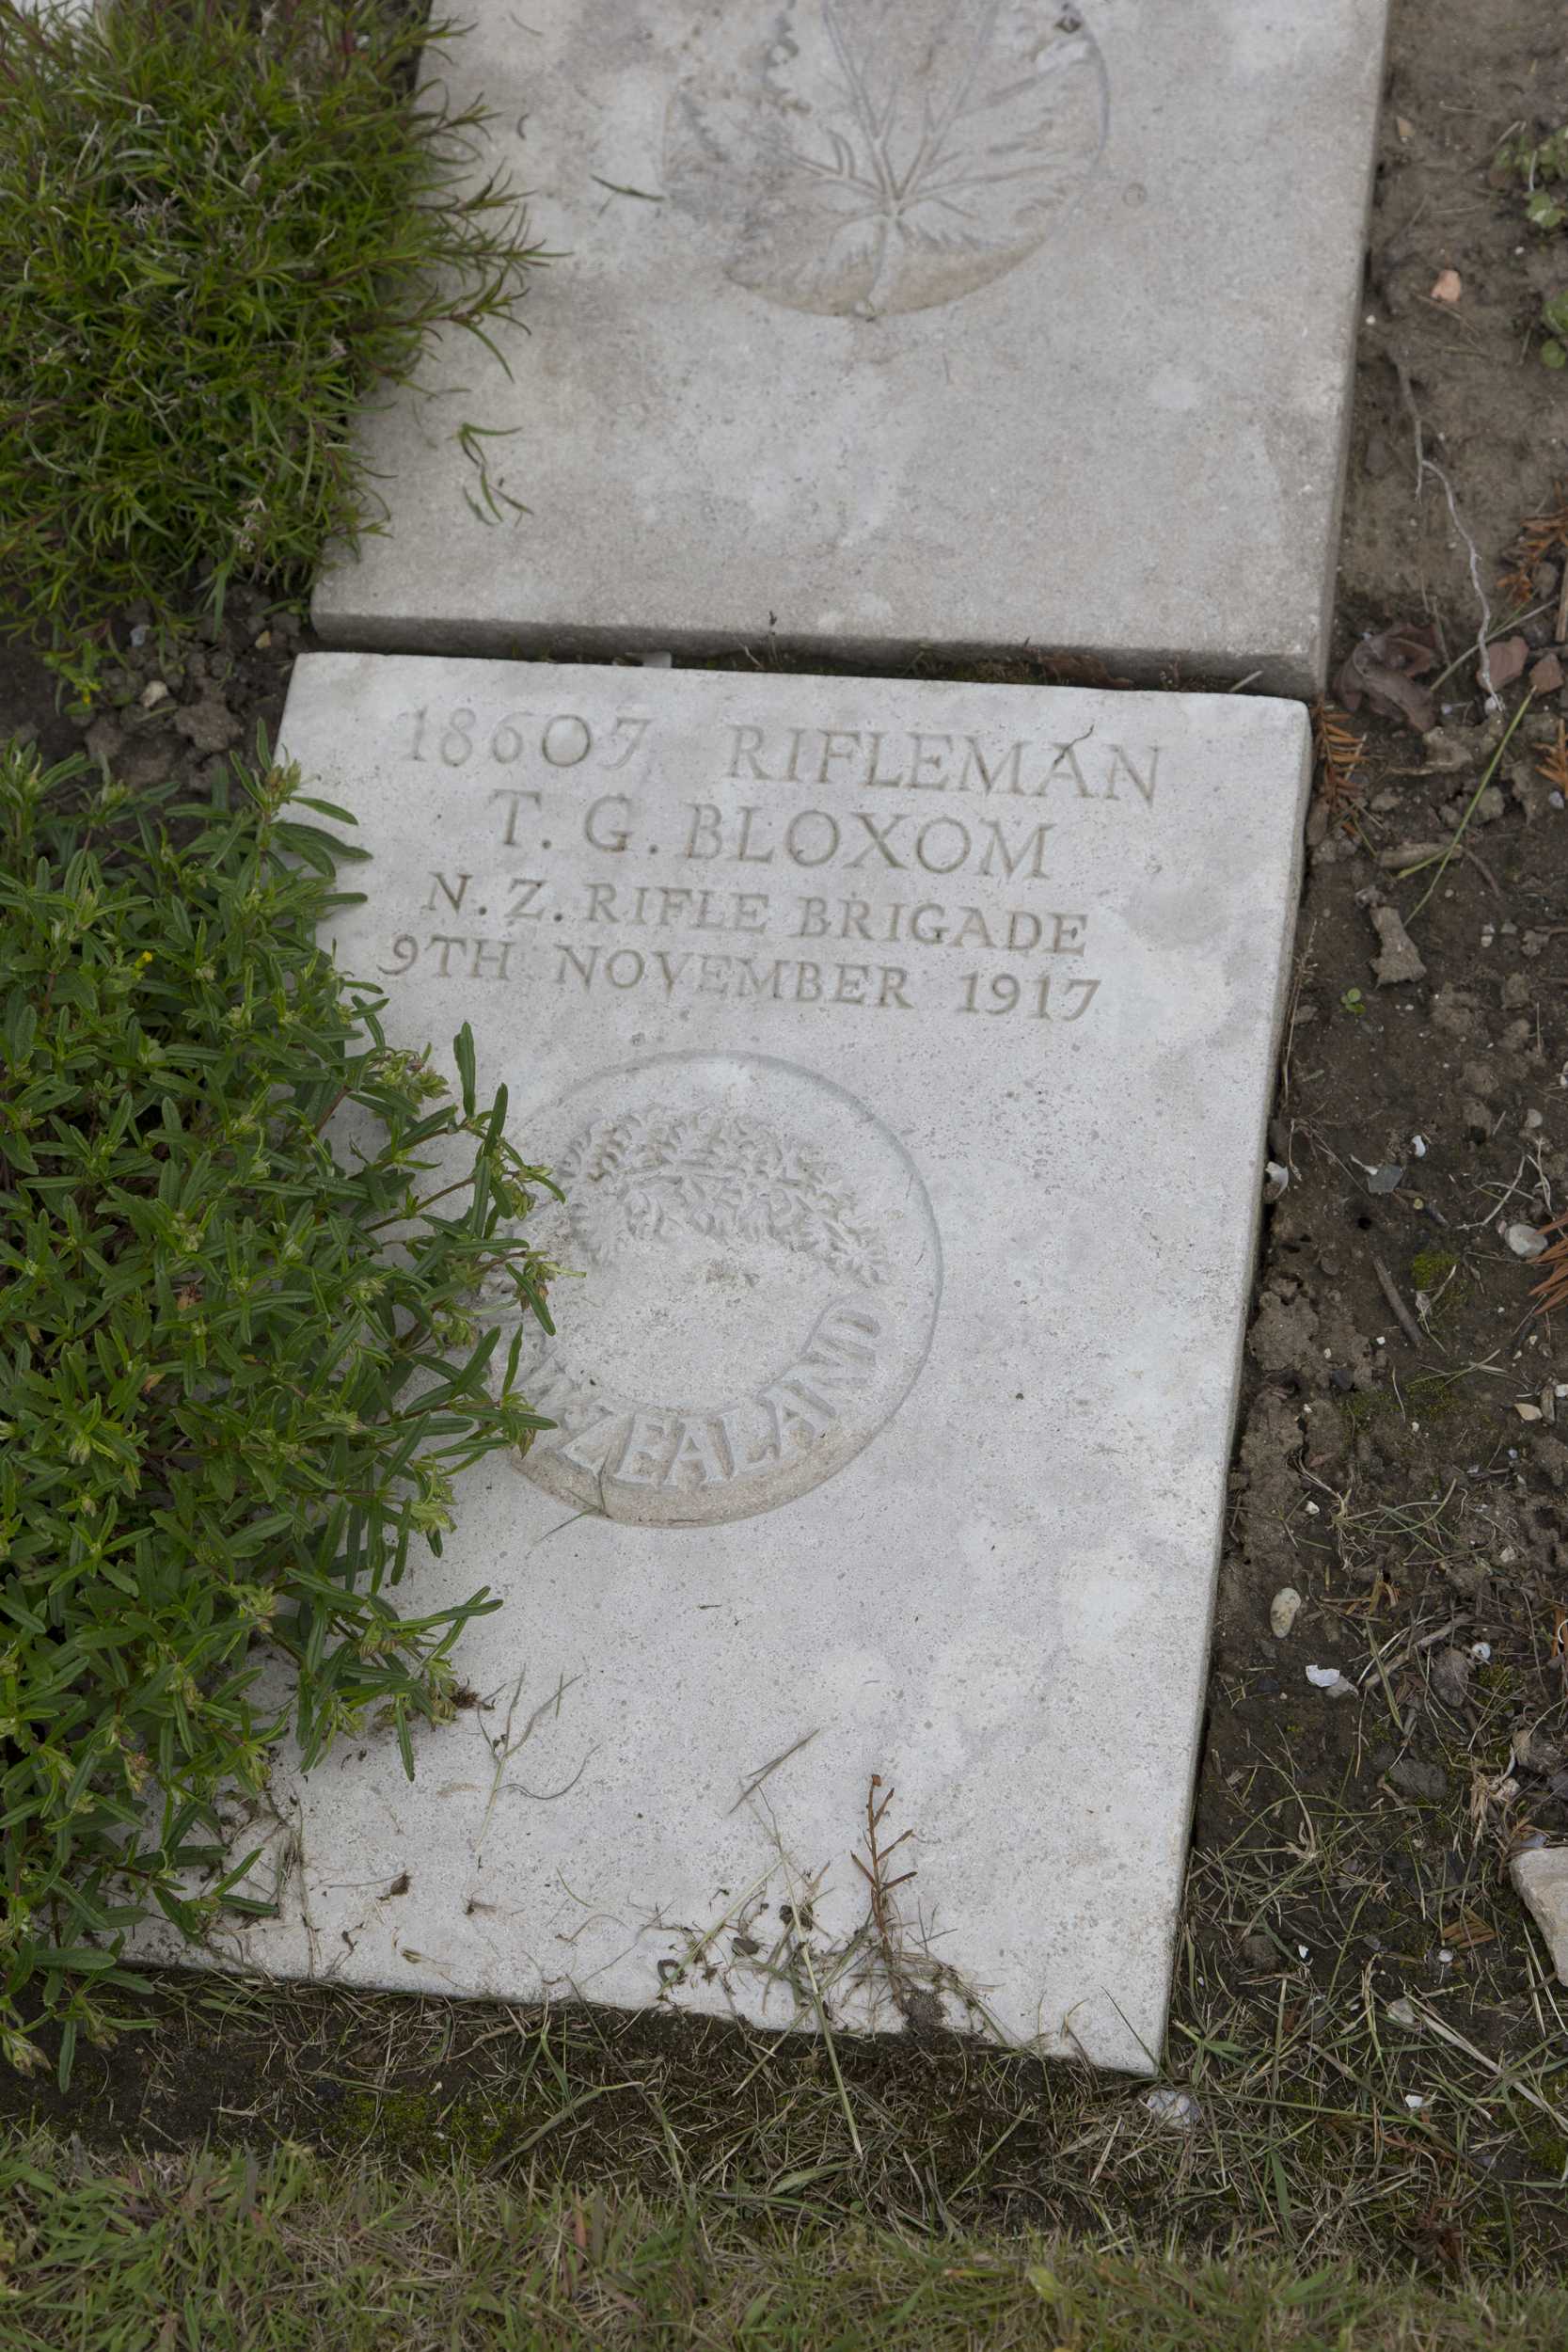 18607 RIFLEMAN
T. G. BLOXOM
N. Z. RIFLE BRIGADE
9TH NOVEMBER 1917
ZEALAND